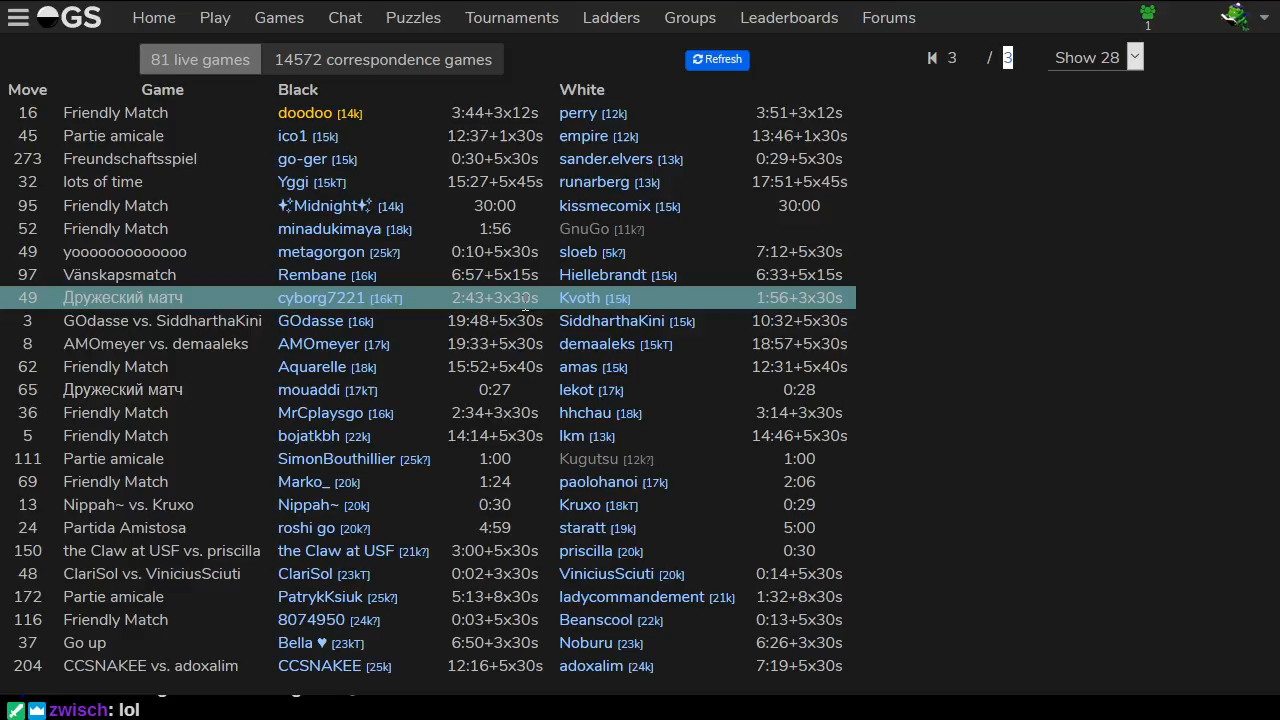 OGS Home Play Games Chat Puzzles Tournaments Ladders Groups Leaderboards Forums 1
81 live games 14572 correspondence games Refresh 3 / 3 Show 28
Move Game Black White
16 Friendly Match doodoo [14k] 3:44+3x12s perry [12k] 3:51+3x12s
45 Partie amicale ico1 [15k] 12:37+1x30s empire [12k] 13:46+1x30s
273 Freundschaftsspiel go-ger [15k] 0:30+5x30s sander.elvers [13k] 0:29+5x30s
32 lots of time Yggi [15kT] 15:27+5x45s runarberg [13k] 17:51+5x45s
95 Friendly Match ✨Midnight✨ [14k] 30:00 kissmecomix [15k] 30:00
52 Friendly Match minadukimaya [18k] 1:56 GnuGo [11k?]
49 yooooooooooooo metagorgon [25k?] 0:10+5x30s sloeb [5k?] 7:12+5x30s
97 Vänskapsmatch Rembane [16k] 6:57+5x15s Hiellebrandt [15k] 6:33+5x15s
49 Дружеский матч cyborg7221 [16kT] 2:43+3x30s Kvoth [15k] 1:56+3x30s
3 GOdasse vs. SiddharthaKini GOdasse [16k] 19:48+5x30s SiddharthaKini [15k] 10:32+5x30s
8 AMOmeyer vs. demaaleks AMOmeyer [17k] 19:33+5x30s demaaleks [15kT] 18:57+5x30s
62 Friendly Match Aquarelle [18k] 15:52+5x40s amas [15k] 12:31+5x40s
65 Дружеский матч mouaddi [17kT] 0:27 lekot [17k] 0:28
36 Friendly Match MrCplaysgo [16k] 2:34+3x30s hhchau [18k] 3:14+3x30s
5 Friendly Match bojatkbh [22k] 14:14+5x30s lkm [13k] 14:46+5x30s
111 Partie amicale SimonBouthillier [25k?] 1:00 Kugutsu [12k?] 1:00
69 Friendly Match Marko_ [20k] 1:24 paolohanoi [17k] 2:06
13 Nippah~ vs. Kruxo Nippah~ [20k] 0:30 Kruxo [18kT] 0:29
24 Partida Amistosa roshi go [20k?] 4:59 staratt [19k] 5:00
150 the Claw at USF vs. priscilla the Claw at USF [21k?] 3:00+5x30s priscilla [20k] 0:30
48 ClariSol vs. ViniciusSciuti ClariSol [23kT] 0:02+3x30s ViniciusSciuti [20k] 0:14+5x30s
172 Partie amicale PatrykKsiuk [25k?] 5:13+8x30s ladycommandement [21k] 1:32+8x30s
116 Friendly Match 8074950 [24k?] 0:03+5x30s Beanscool [22k] 0:13+5x30s
37 Go up Bella ♥ [23kT] 6:50+3x30s Noburu [23k] 6:26+3x30s
204 CCSNAKEE vs. adoxalim CCSNAKEE [25k] 12:16+5x30s adoxalim [24k] 7:19+5x30s
zwisch: lol